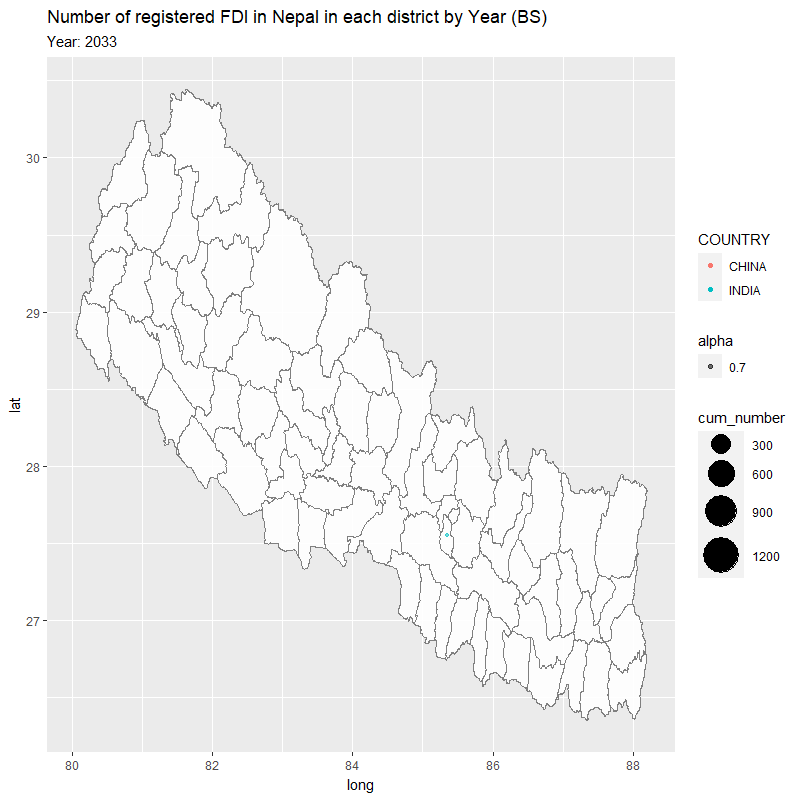 Number of registered FDI in Nepal in each district by Year (BS)
Year: 2033
30
29
28
27
lat
80
82
84
86
88
long
COUNTRY
CHINA
INDIA
alpha
0.7
cum_number
300
600
900
1200